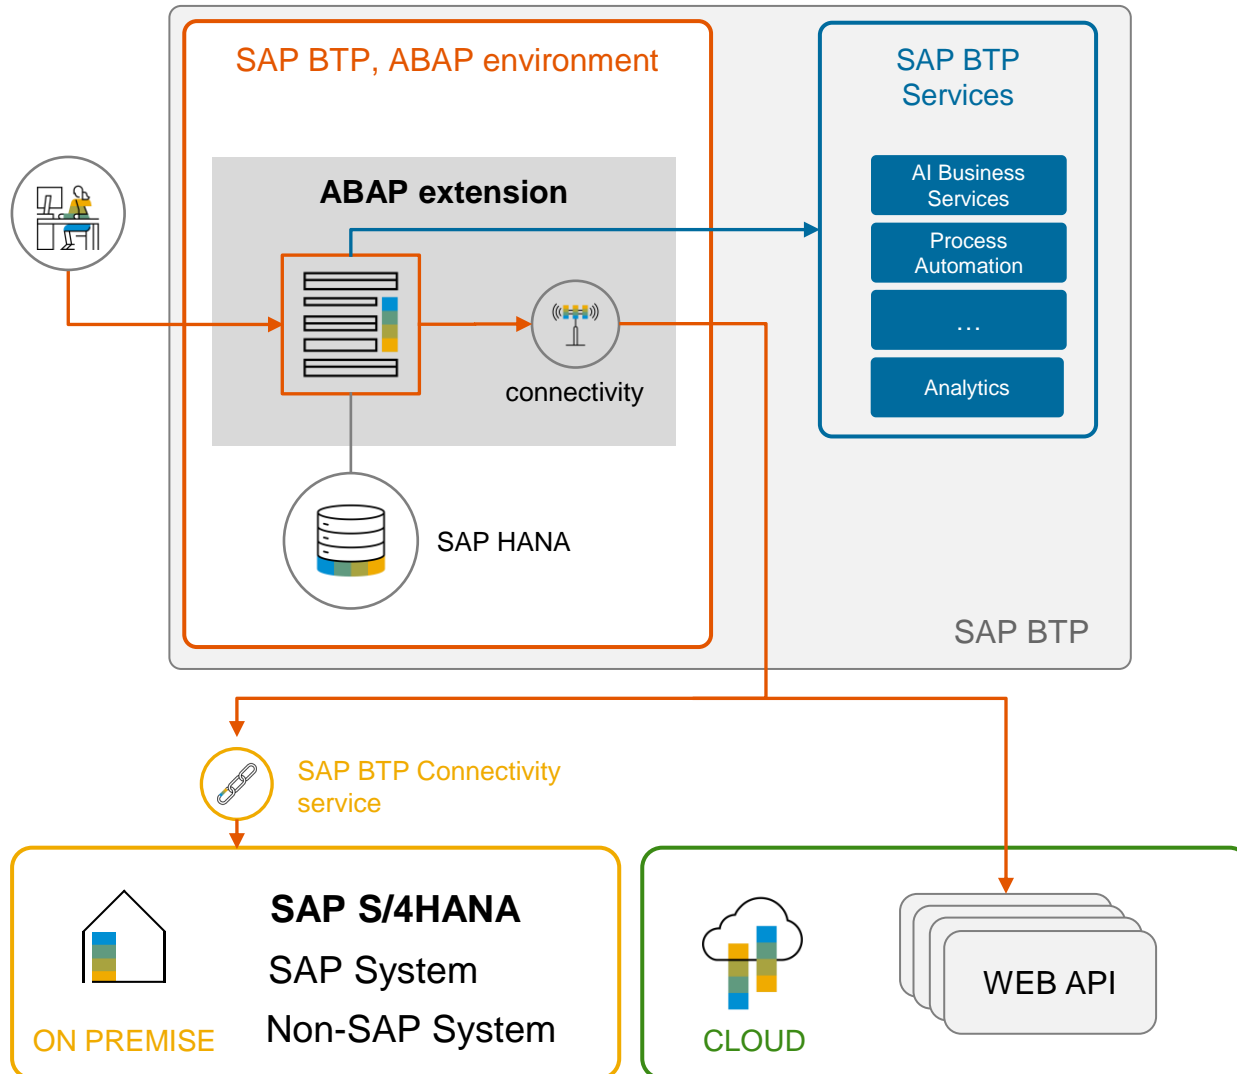 SAP BTP, ABAP environment
SAP BTP
Services
ABAP extension
AI Business
Services
Process
Automation
...
Analytics
connectivity
SAP HANA
SAP BTP
SAP BTP Connectivity
service
SAP S/4HANA
SAP System
Non-SAP System
ON PREMISE
WEB API
CLOUD